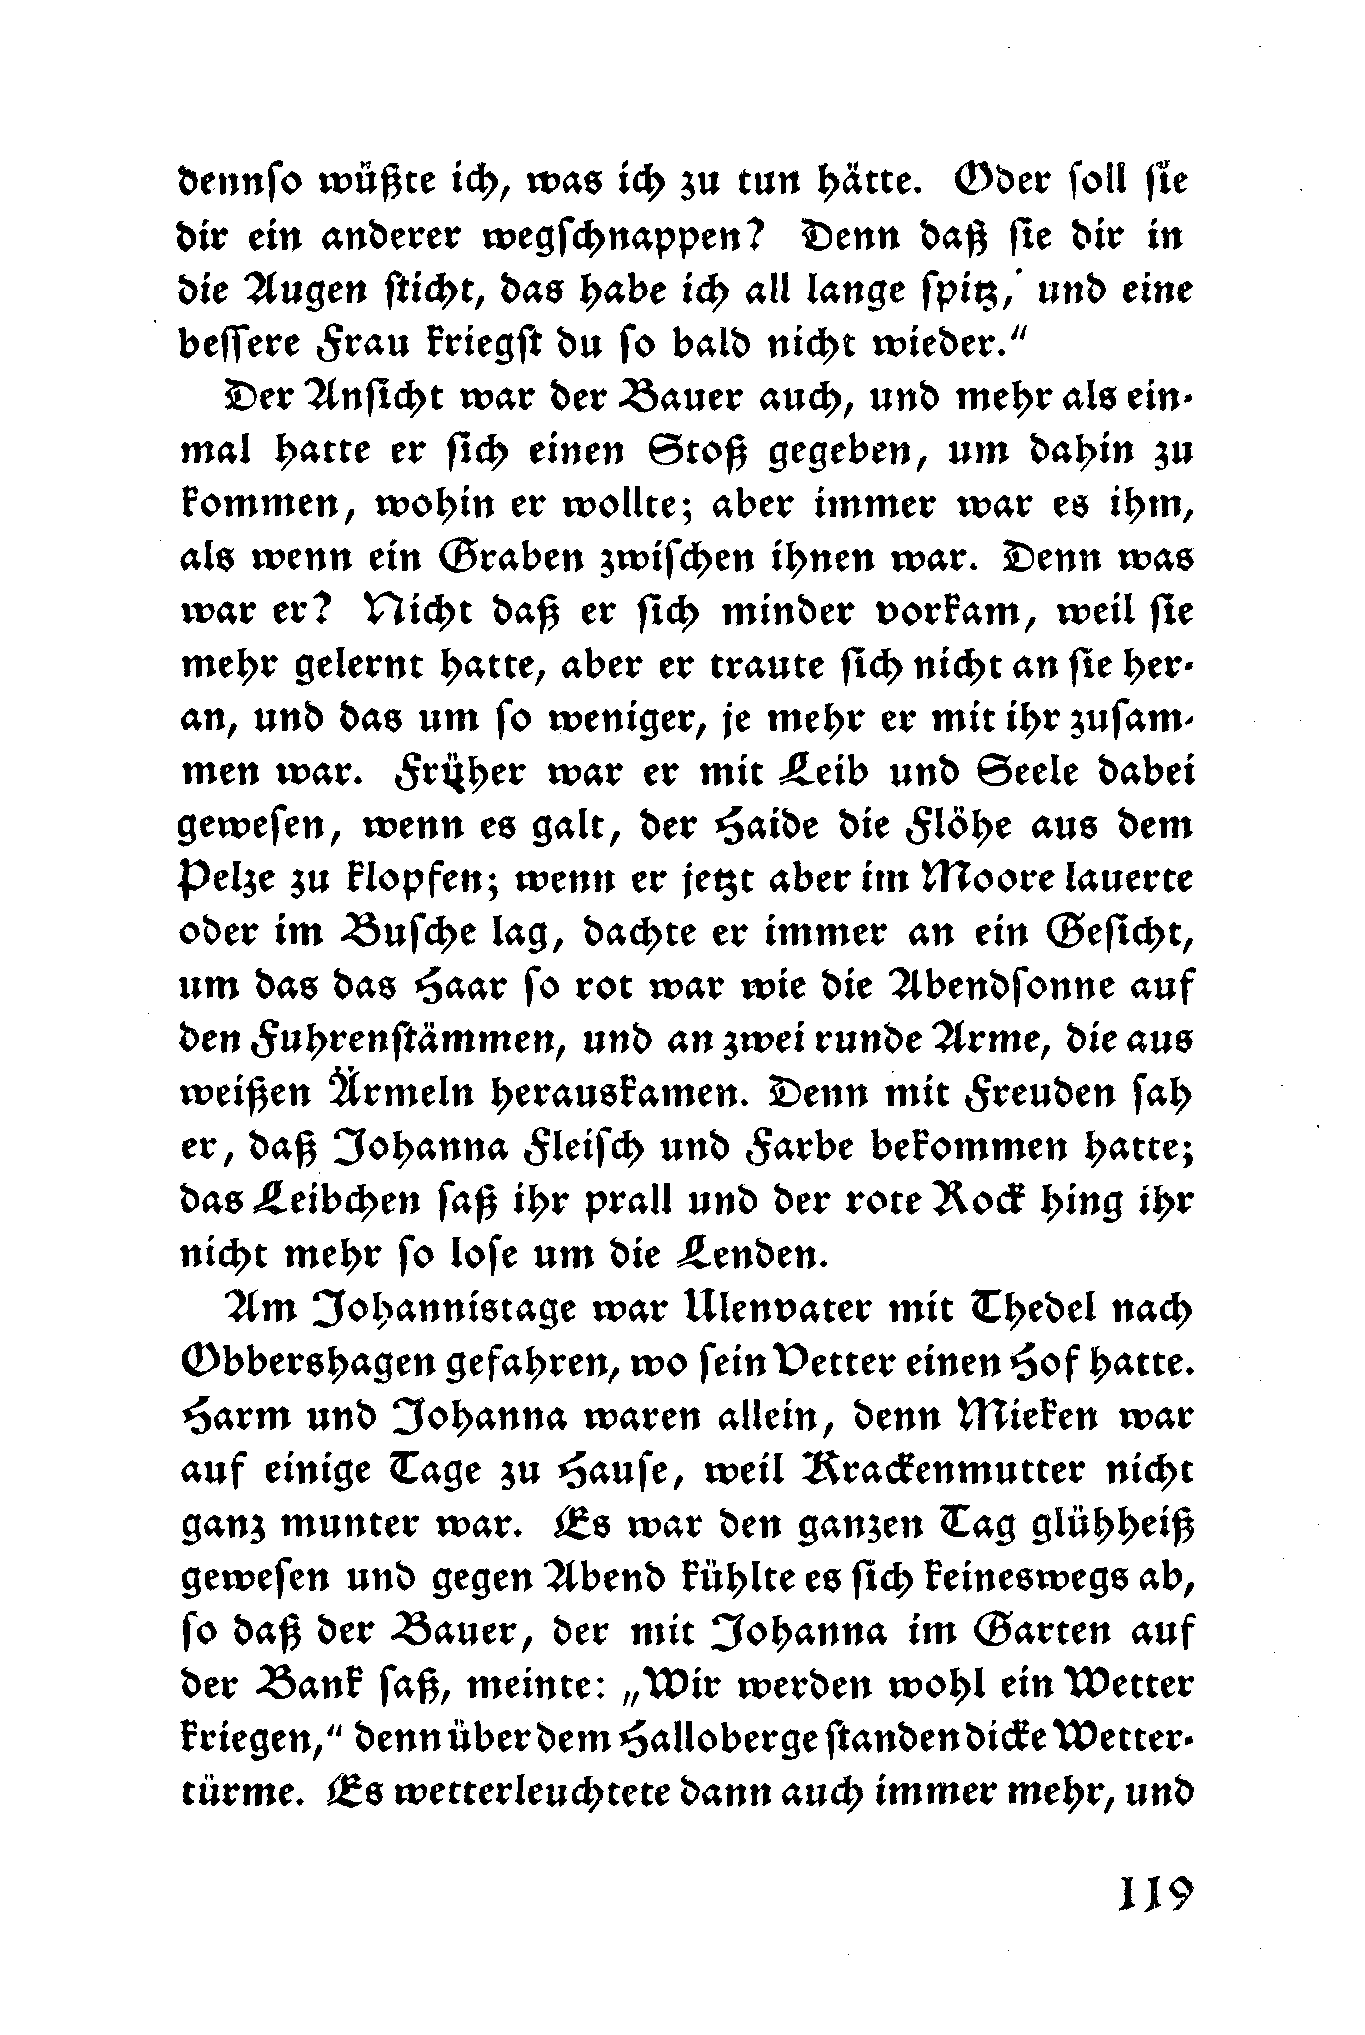 dennso wüßte ich, was ich zu tun hätte. Oder soll sie
dir ein anderer wegschnappen? Denn daß sie dir in
die Augen sticht, das habe ich all lange spitz, und eine
bessere Frau kriegst du so bald nicht wieder.“
Der Ansicht war der Bauer auch, und mehr als ein-
mal hatte er sich einen Stoß gegeben, um dahin zu
kommen, wohin er wollte; aber immer war es ihm,
als wenn ein Graben zwischen ihnen war. Denn was
war er? Nicht daß er sich minder vorkam, weil sie
mehr gelernt hatte, aber er traute sich nicht an sie her-
an, und das um so weniger, je mehr er mit ihr zusam-
men war. Früher war er mit Leib und Seele dabei
gewesen, wenn es galt, der Haide die Flöhe aus dem
Pelze zu klopfen; wenn er jetzt aber im Moore lauerte
oder im Busche lag, dachte er immer an ein Gesicht,
um das das Haar so rot war wie die Abendsonne auf
den Fuhrenstämmen, und an zwei runde Arme, die aus
weißen Ärmeln herauskamen. Denn mit Freuden sah
er, daß Johanna Fleisch und Farbe bekommen hatte;
das Leibchen saß ihr prall und der rote Rock hing ihr
nicht mehr so lose um die Lenden.
Am Johannistage war Ulenvater mit Thedel nach
Obbershagen gefahren, wo sein Vetter einen Hof hatte.
Harm und Johanna waren allein, denn Mieken war
auf einige Tage zu Hause, weil Krackenmutter nicht
ganz munter war. Es war den ganzen Tag glühheiß
gewesen und gegen Abend kühlte es sich keineswegs ab,
so daß der Bauer, der mit Johanna im Garten auf
der Bank saß, meinte: „Wir werden wohl ein Wetter
kriegen,“ denn über dem Halloberge standen dicke Wetter-
türme. Es wetterleuchtete dann auch immer mehr, und
119